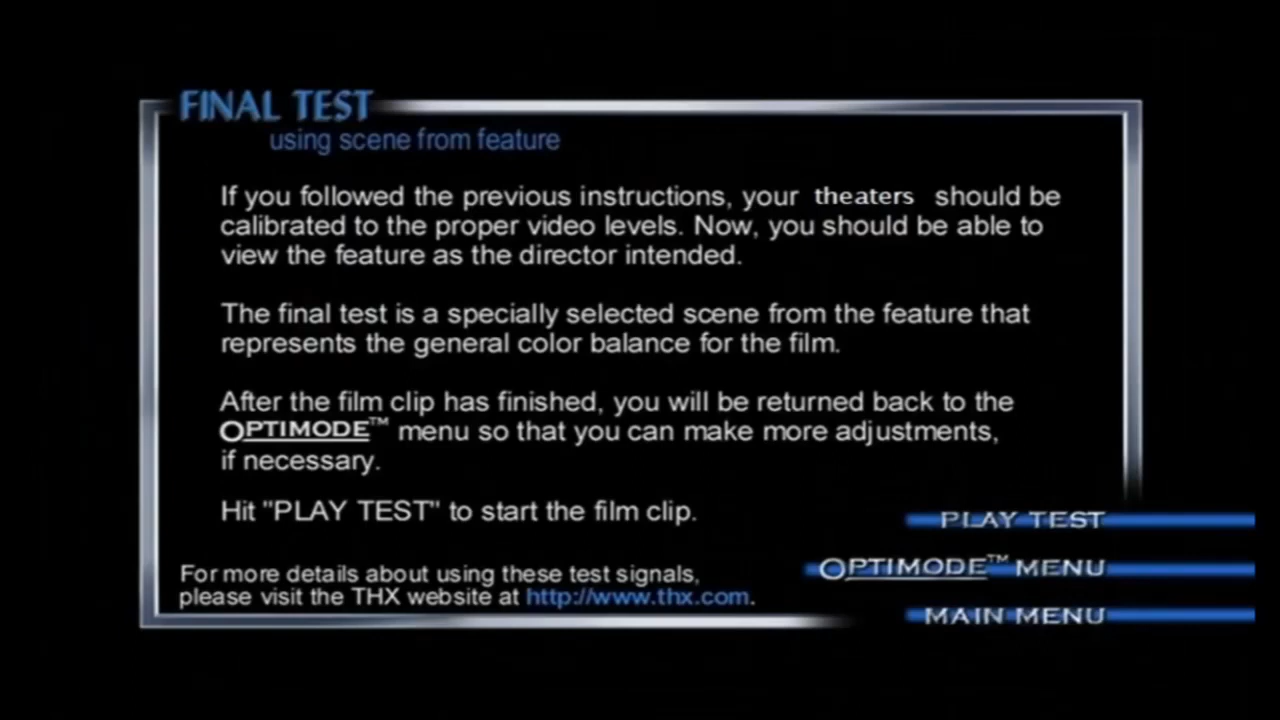 FINAL TEST
using scene from feature
If you followed the previous instructions, your theaters should be
calibrated to the proper video levels. Now, you should be able to
view the feature as the director intended.
The final test is a specially selected scene from the feature that
represents the general color balance for the film.
After the film clip has finished, you will be returned back to the
OPTIMODE™ menu so that you can make more adjustments,
if necessary.
Hit "PLAY TEST" to start the film clip.
For more details about using these test signals,
please visit the THX website at http://www.thx.com.
PLAY TEST
OPTIMODE™ MENU
MAIN MENU